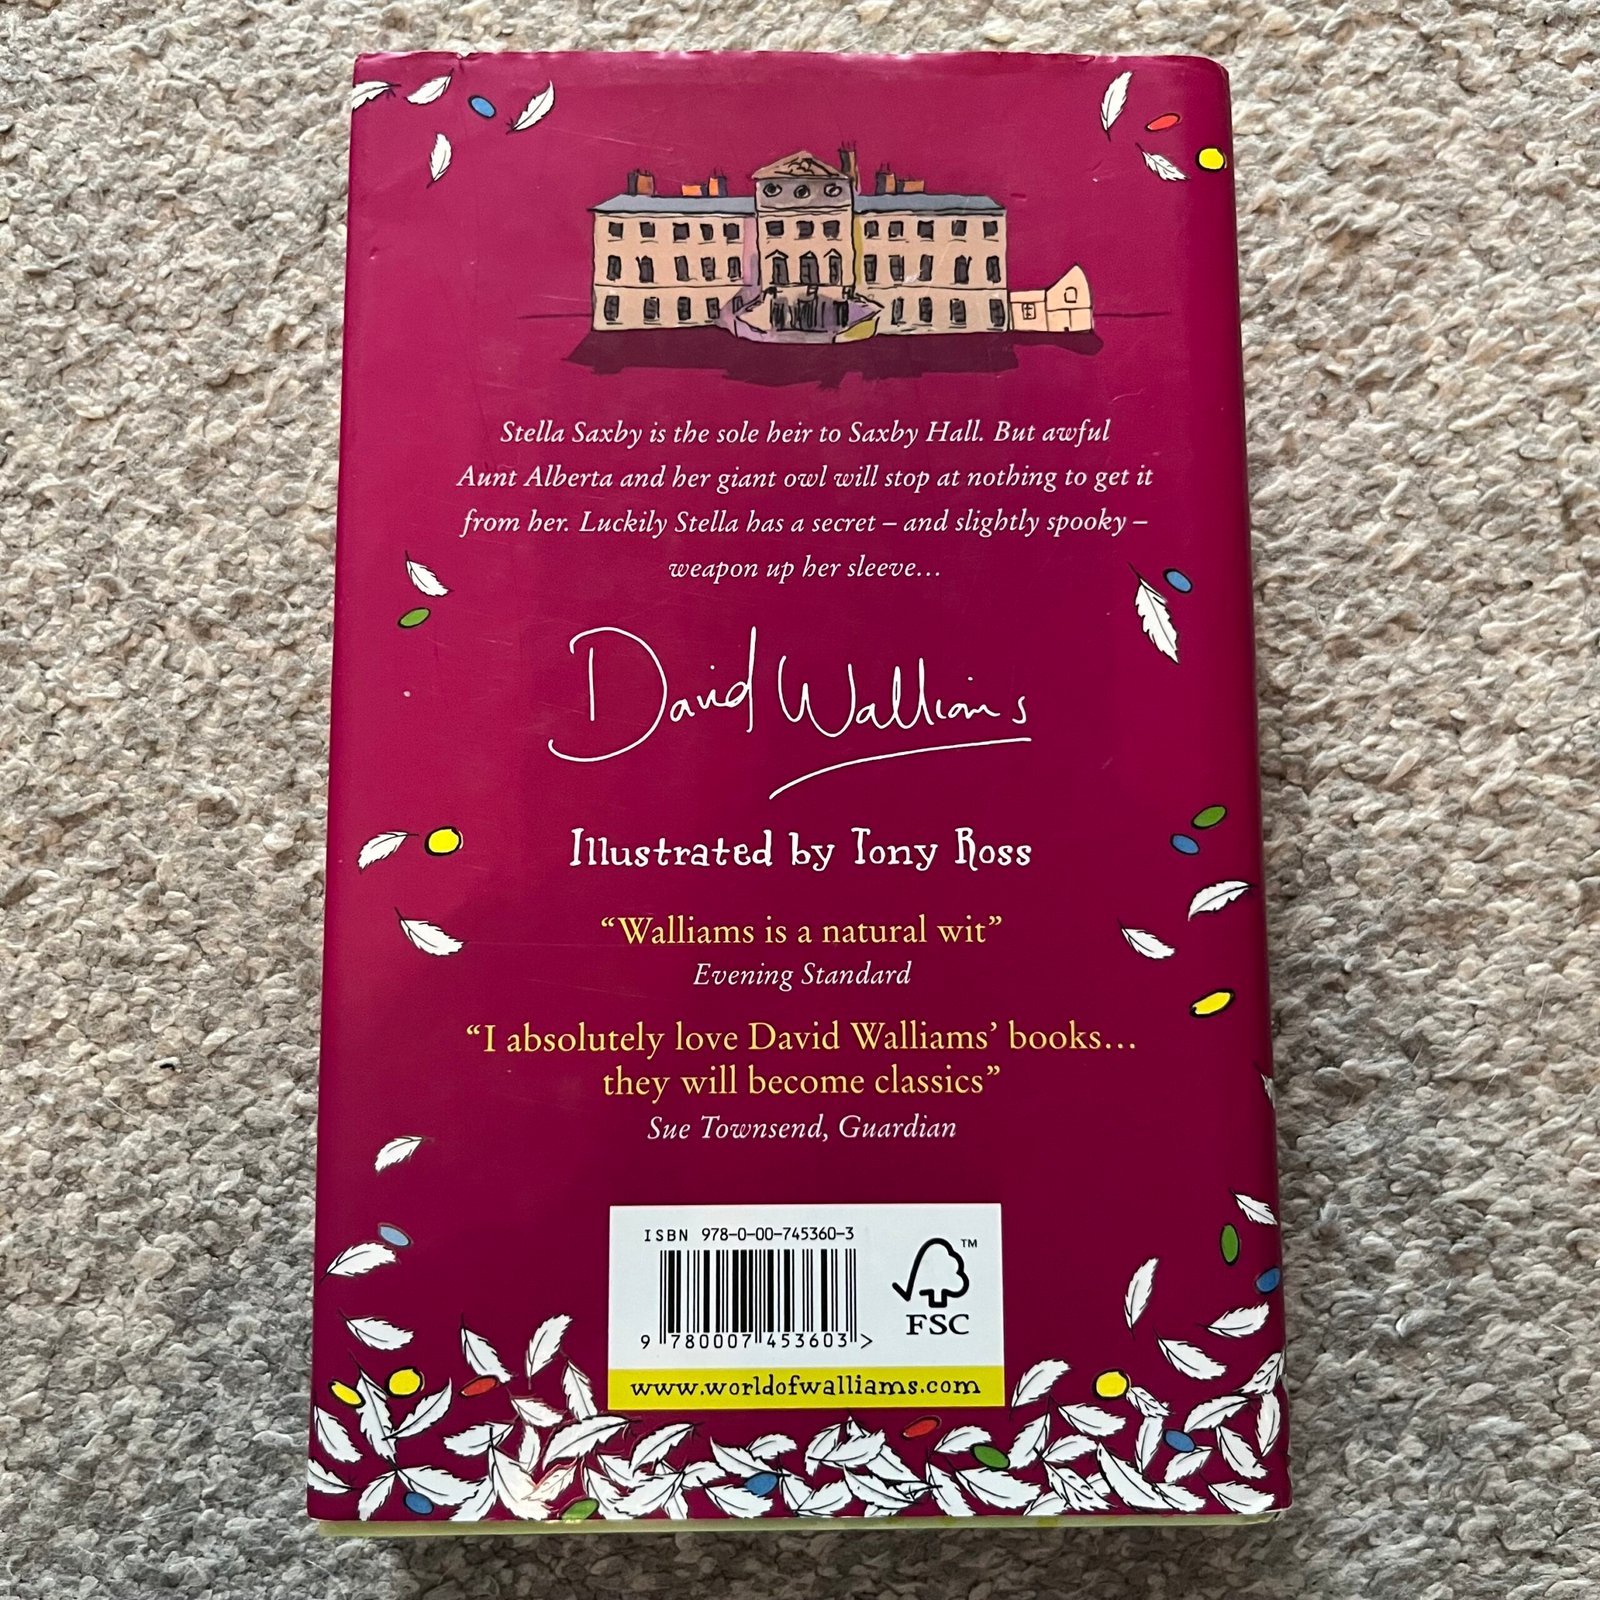 Stella Saxby is the sole heir to Saxby Hall. But awful
Aunt Alberta and her giant owl will stop at nothing to get it
from her. Luckily Stella has a secret – and slightly spooky –
weapon up her sleeve…
David Walliams
Illustrated by Tony Ross
“Walliams is a natural wit”
Evening Standard
“I absolutely love David Walliams’ books…
they will become classics”
Sue Townsend, Guardian
ISBN 978-0-00-745360-3
9 780007 453603 >
TM
FSC
www.worldofwalliams.com